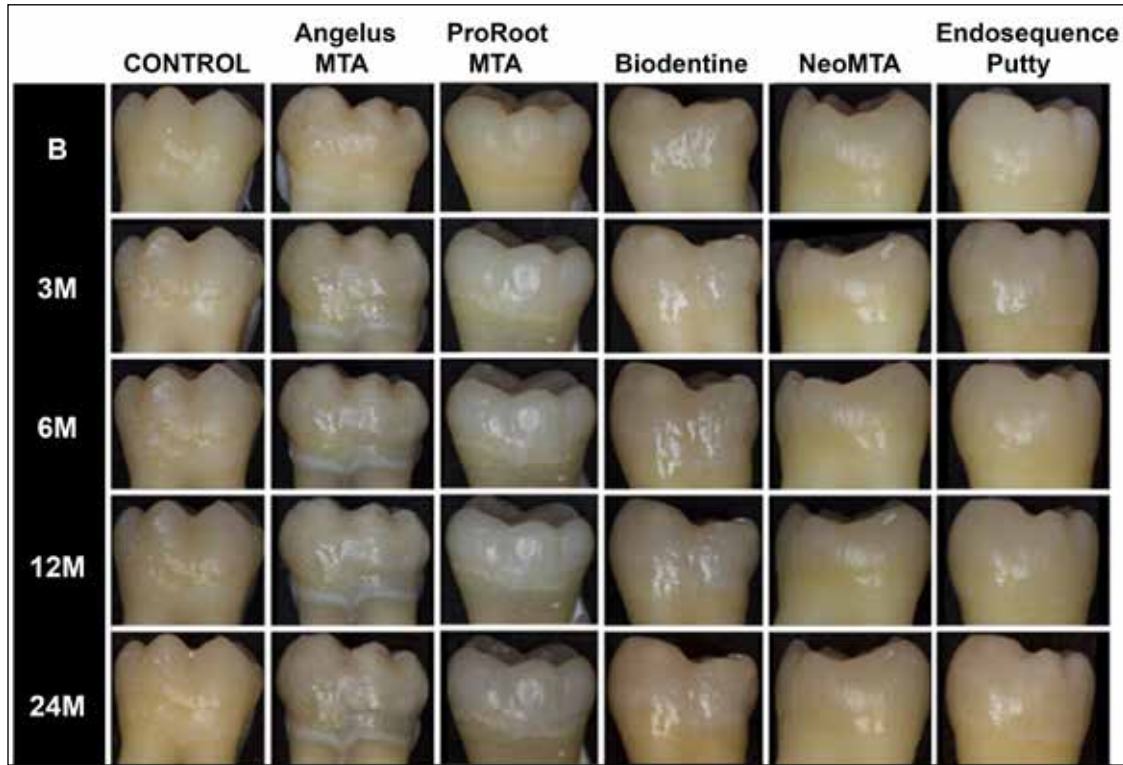 CONTROL
Angelus
MTA
ProRoot
MTA
Biodentine
NeoMTA
Endosequence
Putty
B
3M
6M
12M
24M